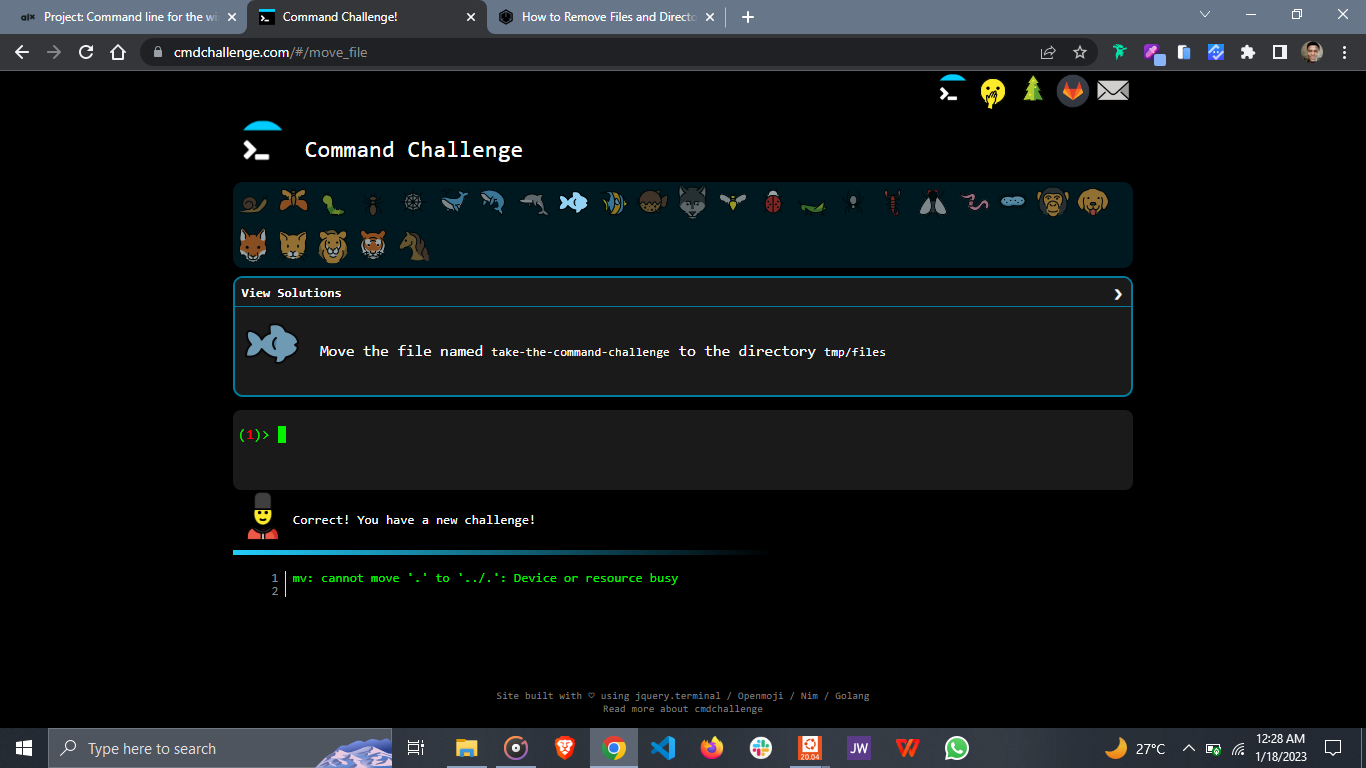 Project: Command line for the wi
Command Challenge!
How to Remove Files and Directo
cmdchallenge.com/#/move_file
Command Challenge
View Solutions
Move the file named take-the-command-challenge to the directory tmp/files
(1)>
Correct! You have a new challenge!
1 mv: cannot move '.' to '../.': Device or resource busy
2
Site built with ♡ using jquery.terminal / Openmoji / Nim / Golang
Read more about cmdchallenge
Type here to search
20.04
JW
27°C
12:28 AM
1/18/2023